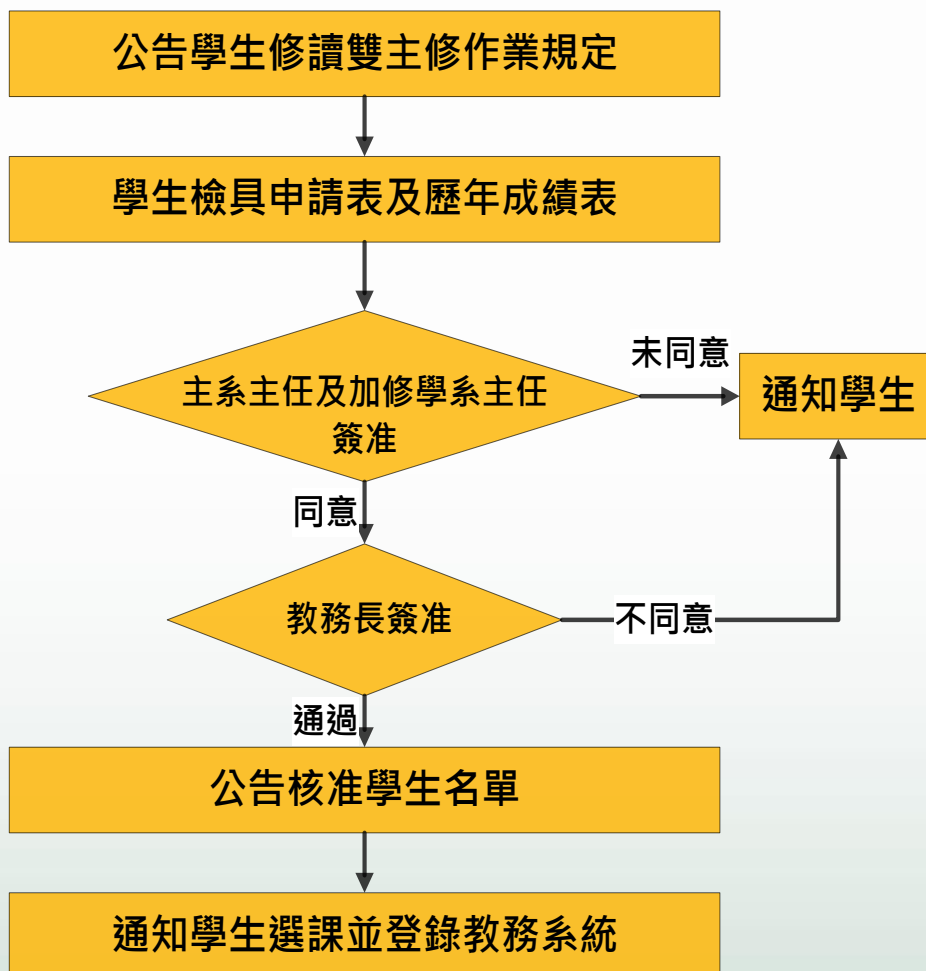 公告學生修讀雙主修作業規定
學生檢具申請表及歷年成績表
主系主任及加修學系主任
簽准
未同意
通知學生
同意
教務長簽准
不同意
通過
公告核准學生名單
通知學生選課並登錄教務系統